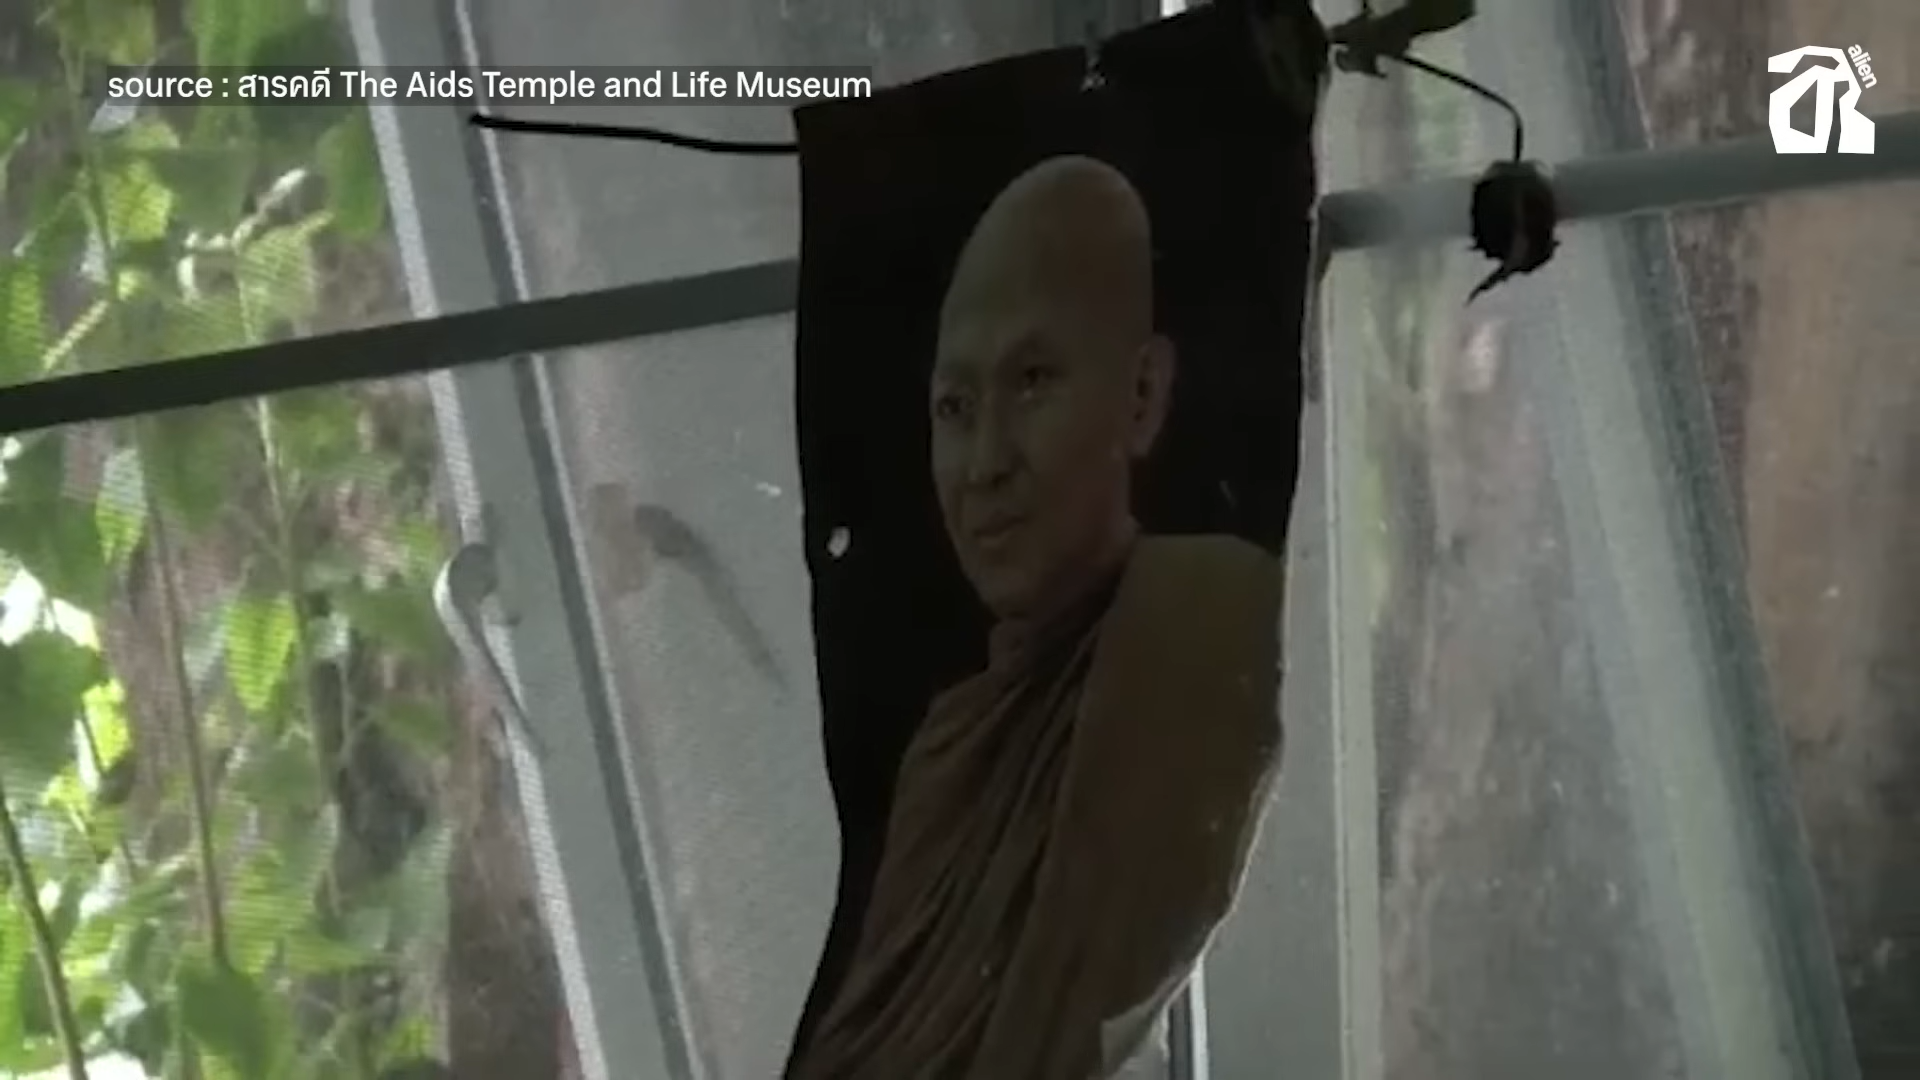 source : สารคดี The Aids Temple and Life Museum
alien